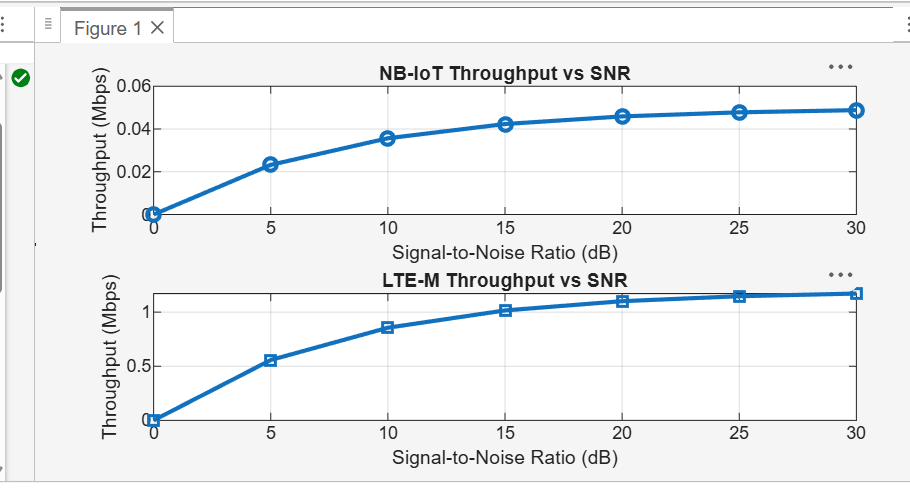 Figure 1
NB-IoT Throughput vs SNR
Throughput (Mbps)
0.06
0.04
0.02
0
0 5 10 15 20 25 30
Signal-to-Noise Ratio (dB)
LTE-M Throughput vs SNR
Throughput (Mbps)
1
0.5
0
0 5 10 15 20 25 30
Signal-to-Noise Ratio (dB)